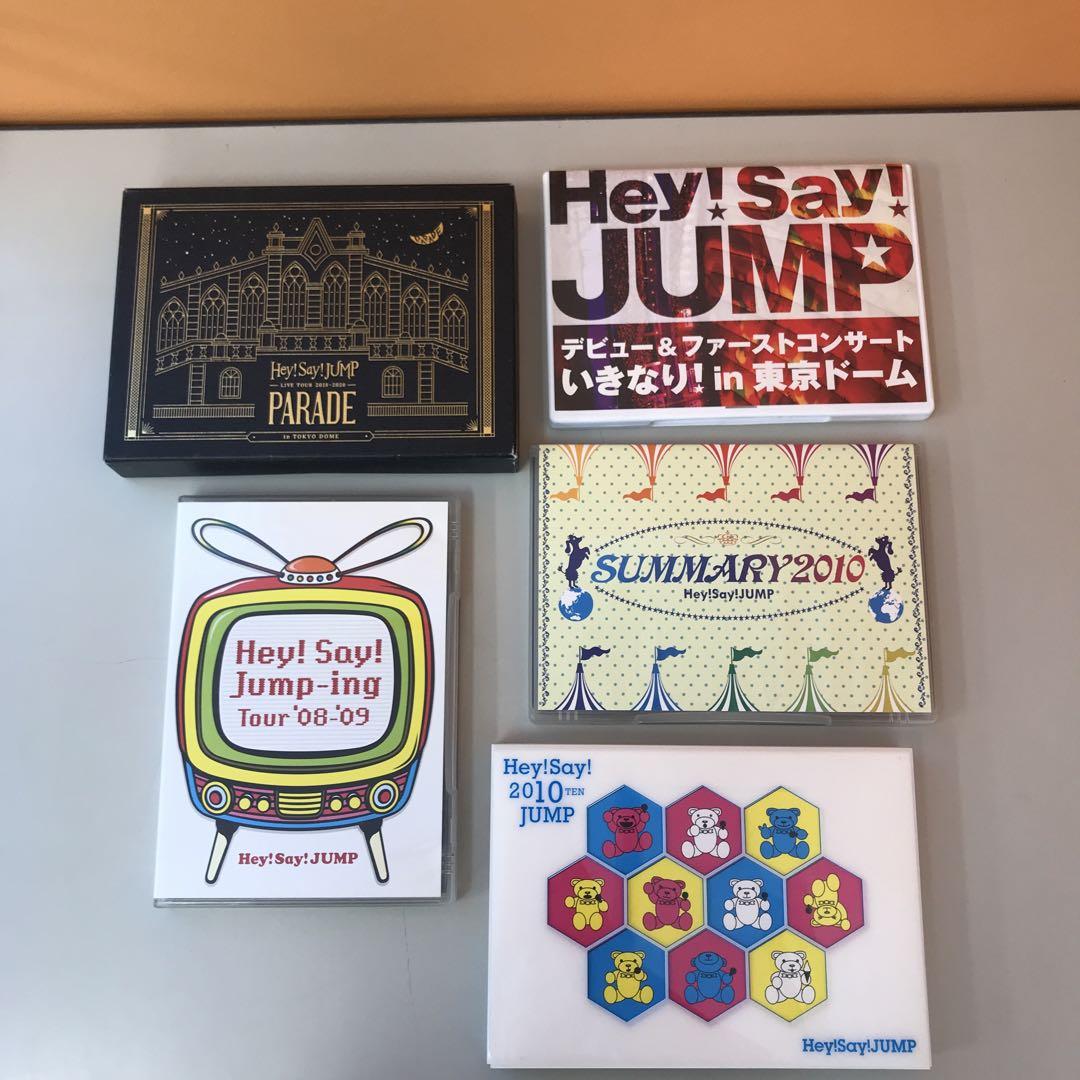 Hey! Say! JUMP
LIVE TOUR 2019-2020
PARADE
in TOKYO DOME
Hey! Say!
JUMP
デビュー&ファーストコンサート
いきなり! in 東京ドーム
SUMMARY2010
Hey!Say!JUMP
Hey! Say!
Jump-ing
Tour '08-'09
Hey! Say! JUMP
Hey!Say!
2010 TEN
JUMP
Hey!Say!JUMP